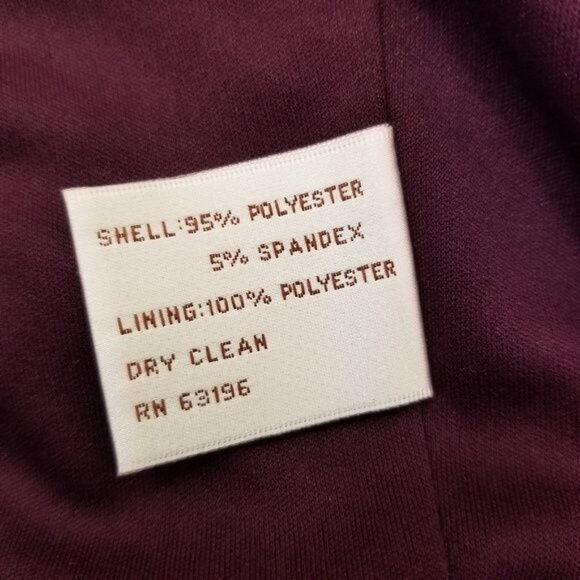 SHELL:95% POLYESTER
5% SPANDEX
LINING:100% POLYESTER
DRY CLEAN
RN 63196